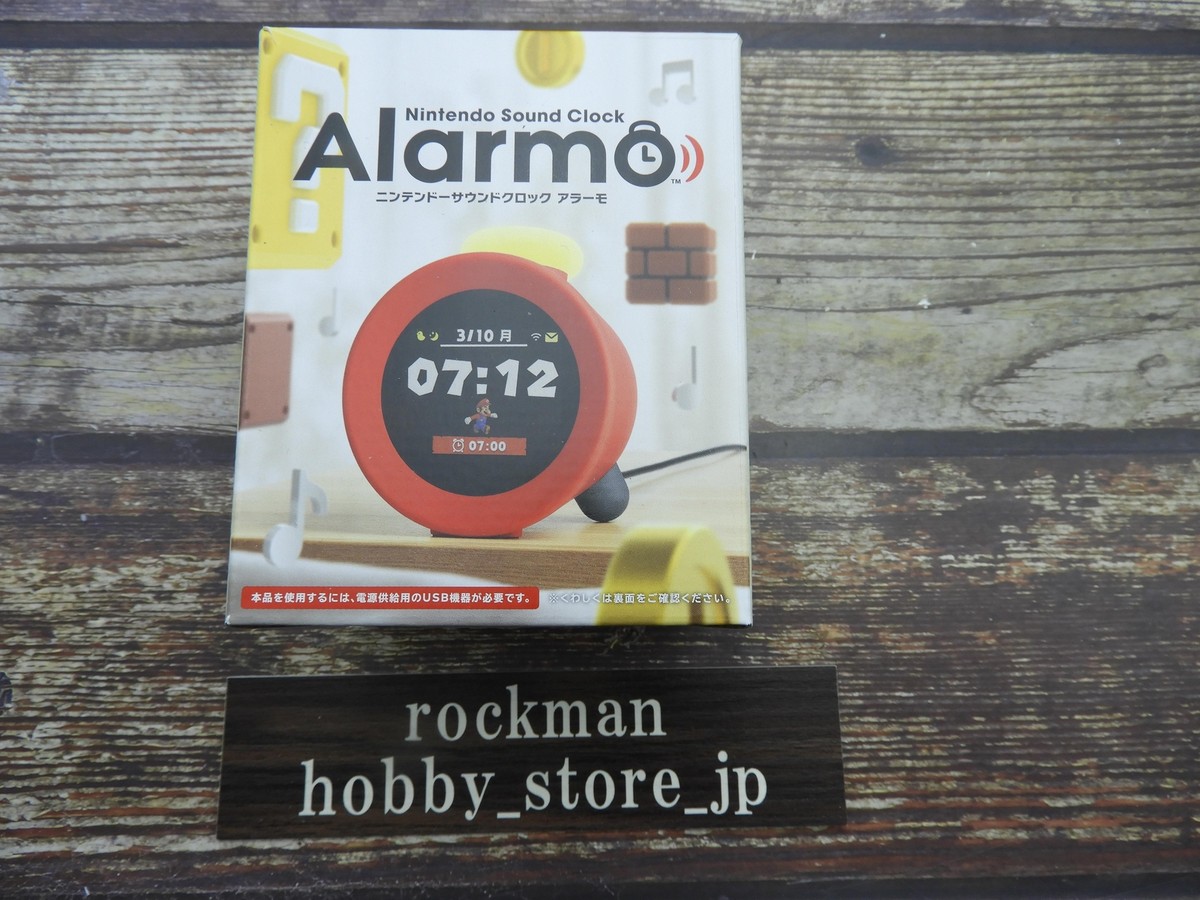 Nintendo Sound Clock
Alarmo
TM
ニンテンドーサウンドクロック アラーモ
3/10 月
07:12
07:00
本品を使用するには、電源供給用のUSB機器が必要です。
※くわしくは裏面をご確認ください。
rockman
hobby_store_jp